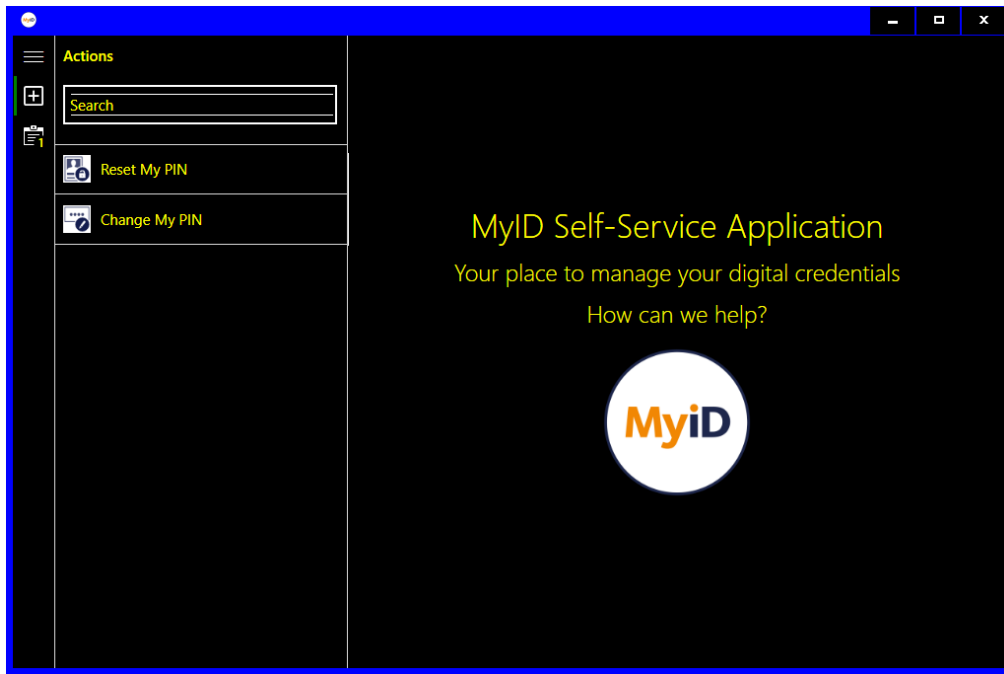 Actions
Search
1
Reset My PIN
Change My PIN
MyID Self-Service Application
Your place to manage your digital credentials
How can we help?
MyiD